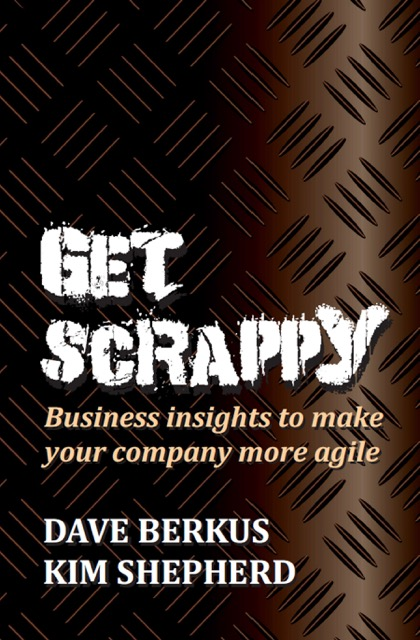 GET
SCRAPPY
Business insights to make
your company more agile
DAVE BERKUS
KIM SHEPHERD